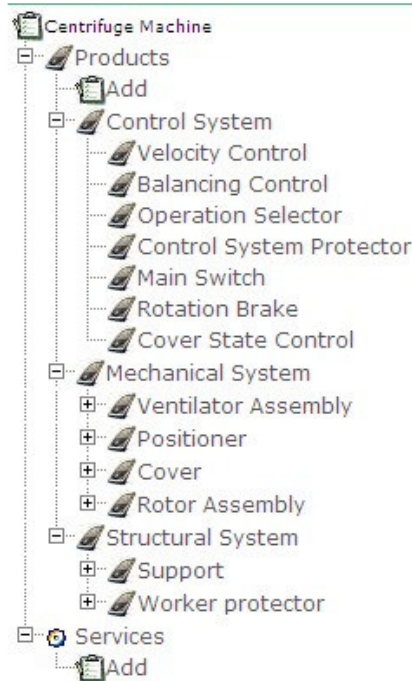 Centrifuge Machine
Products
Add
Control System
Velocity Control
Balancing Control
Operation Selector
Control System Protector
Main Switch
Rotation Brake
Cover State Control
Mechanical System
Ventilator Assembly
Positioner
Cover
Rotor Assembly
Structural System
Support
Worker protector
Services
Add